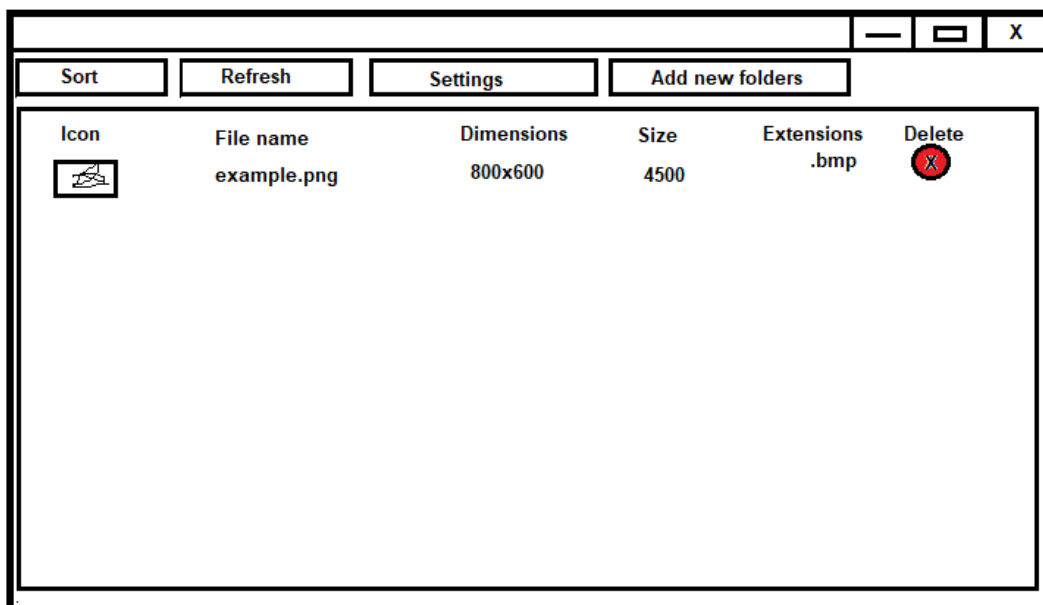 X
Sort Refresh Settings Add new folders
Icon File name Dimensions Size Extensions Delete
example.png 800x600 4500 .bmp X